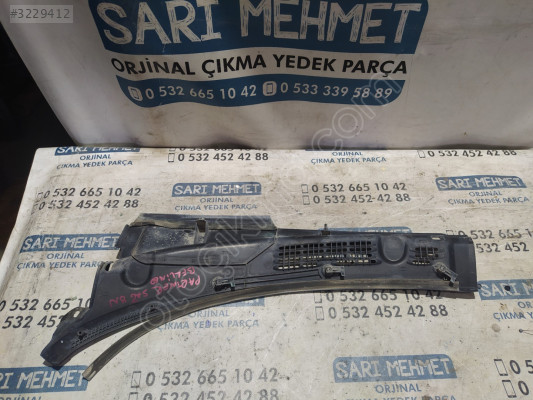 #3229412
SARI MEHMET
ORJİNAL ÇIKMA YEDEK PARÇA
0 532 665 10 42
0 533 339 58 89
SARI MEHMET
ORJİNAL
ÇIKMA YEDEK PARÇA
0 532 452 42 88
SARI MEHMET
ORJİNAL
ÇIKMA YEDEK PARÇA
0 532 452 42 88
0 532 665 10 42
0 532 452 42 88
SARI MEHMET
ORJİNAL
ÇIKMA YEDEK PARÇA
0 532 665 10 42
0 532 452 42 88
SARI MEHMET
SARI MEHMET
SARI MEHMET
0 532 665 10 42
0 532 452 42 88
SARI MEHMET
ORJİNAL
ÇIKMA YEDEK PARÇA
0 532 665 10 42
0 532 452 42 88